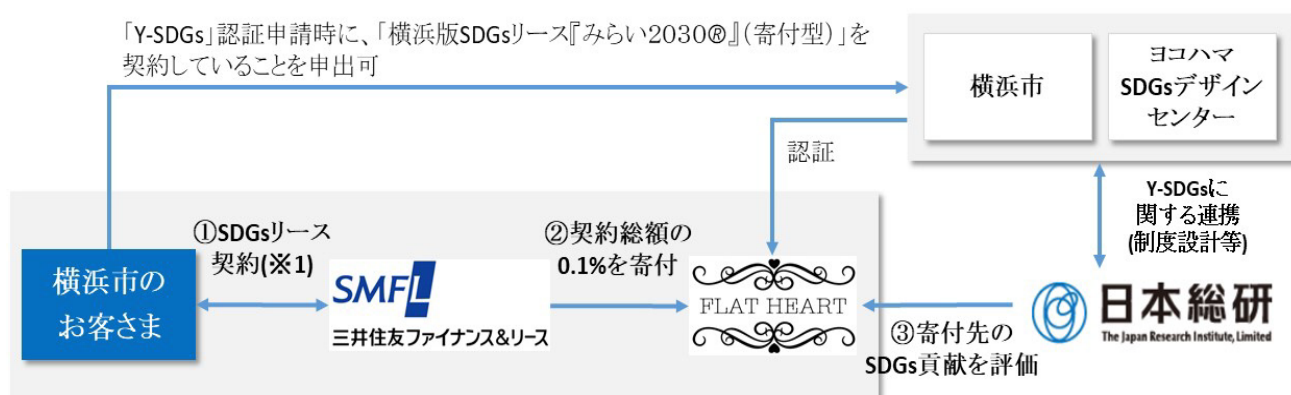 「Y-SDGs」認証申請時に、「横浜版SDGsリース『みらい2030®』(寄付型)」を
契約していることを申出可
横浜市
ヨコハマ
SDGsデザイン
センター
認証
Y-SDGsに
関する連携
(制度設計等)
①SDGsリース
契約(※1)
②契約総額の
0.1%を寄付
横浜市の
お客さま
SMFL
三井住友ファイナンス&リース
FLAT HEART
日本総研
The Japan Research Institute, Limited
③寄付先の
SDGs貢献を評価